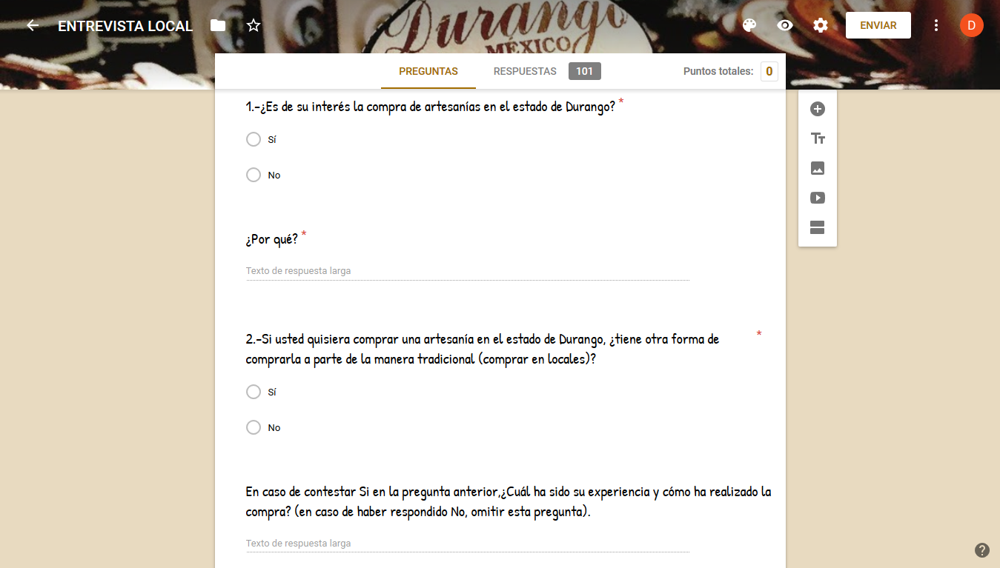 Durango
MÉXICO
ENTREVISTA LOCAL
ENVIAR
D
PREGUNTAS
RESPUESTAS 101
Puntos totales: 0
1.-¿Es de su interés la compra de artesanías en el estado de Durango? *
Sí
No
¿Por qué? *
Texto de respuesta larga
2.-Si usted quisiera comprar una artesanía en el estado de Durango, ¿tiene otra forma de *
comprarla a parte de la manera tradicional (comprar en locales)?
Sí
No
En caso de contestar Si en la pregunta anterior,¿Cuál ha sido su experiencia y cómo ha realizado la
compra? (en caso de haber respondido No, omitir esta pregunta).
Texto de respuesta larga